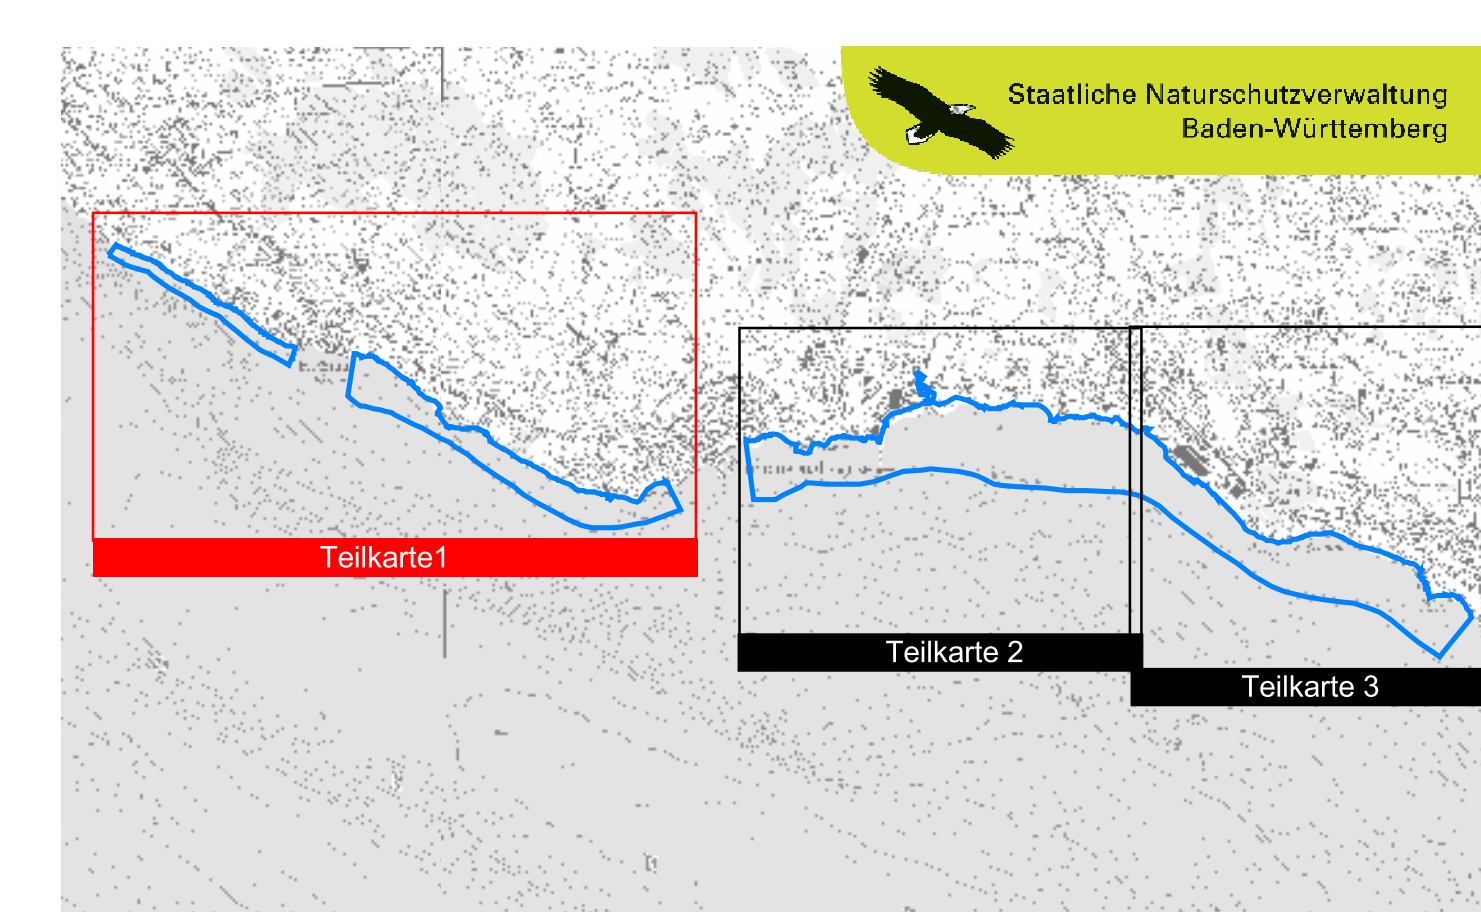 Staatliche Naturschutzverwaltung
Baden-Württemberg
Teilkarte1
Teilkarte 2
Teilkarte 3